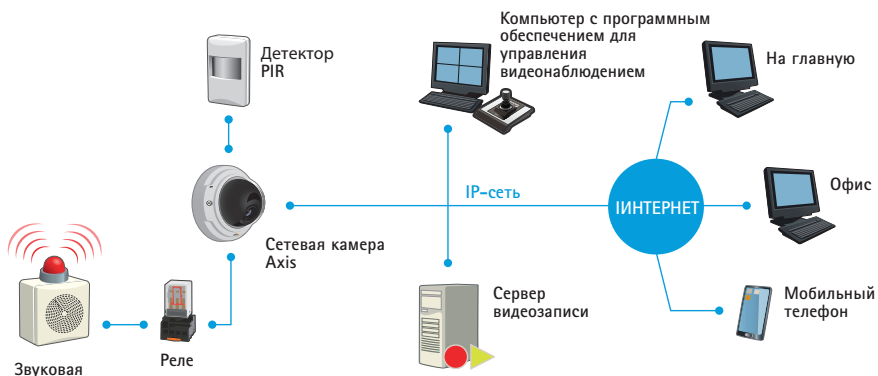 Компьютер с программным
обеспечением для
управления
видеонаблюдением
Детектор
PIR
На главную
IP-сеть
IИНТЕРНЕТ
Офис
Сетевая камера
Axis
Сервер
видеозаписи
Мобильный
телефон
Реле
Звуковая